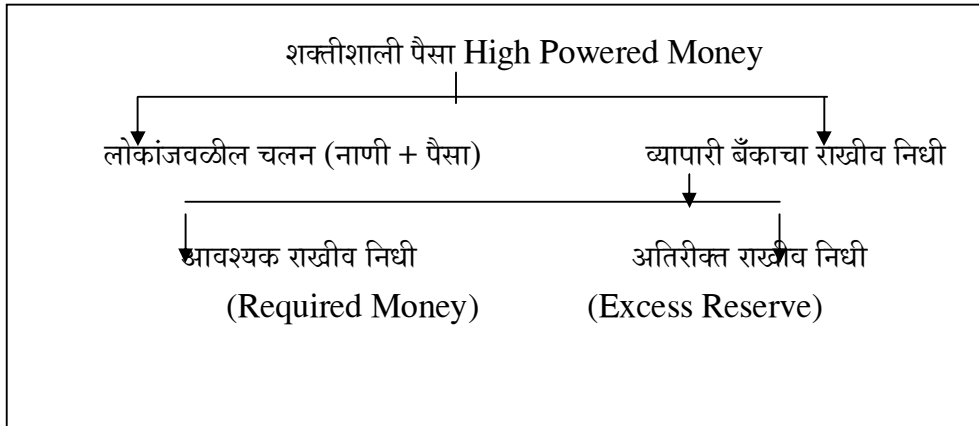 शक्तीशाली पैसा High Powered Money
लोकांजवळील चलन (नाणी + पैसा) व्यापारी बँकाचा राखीव निधी
आवश्यक राखीव निधी अतिरीक्त राखीव निधी
(Required Money) (Excess Reserve)